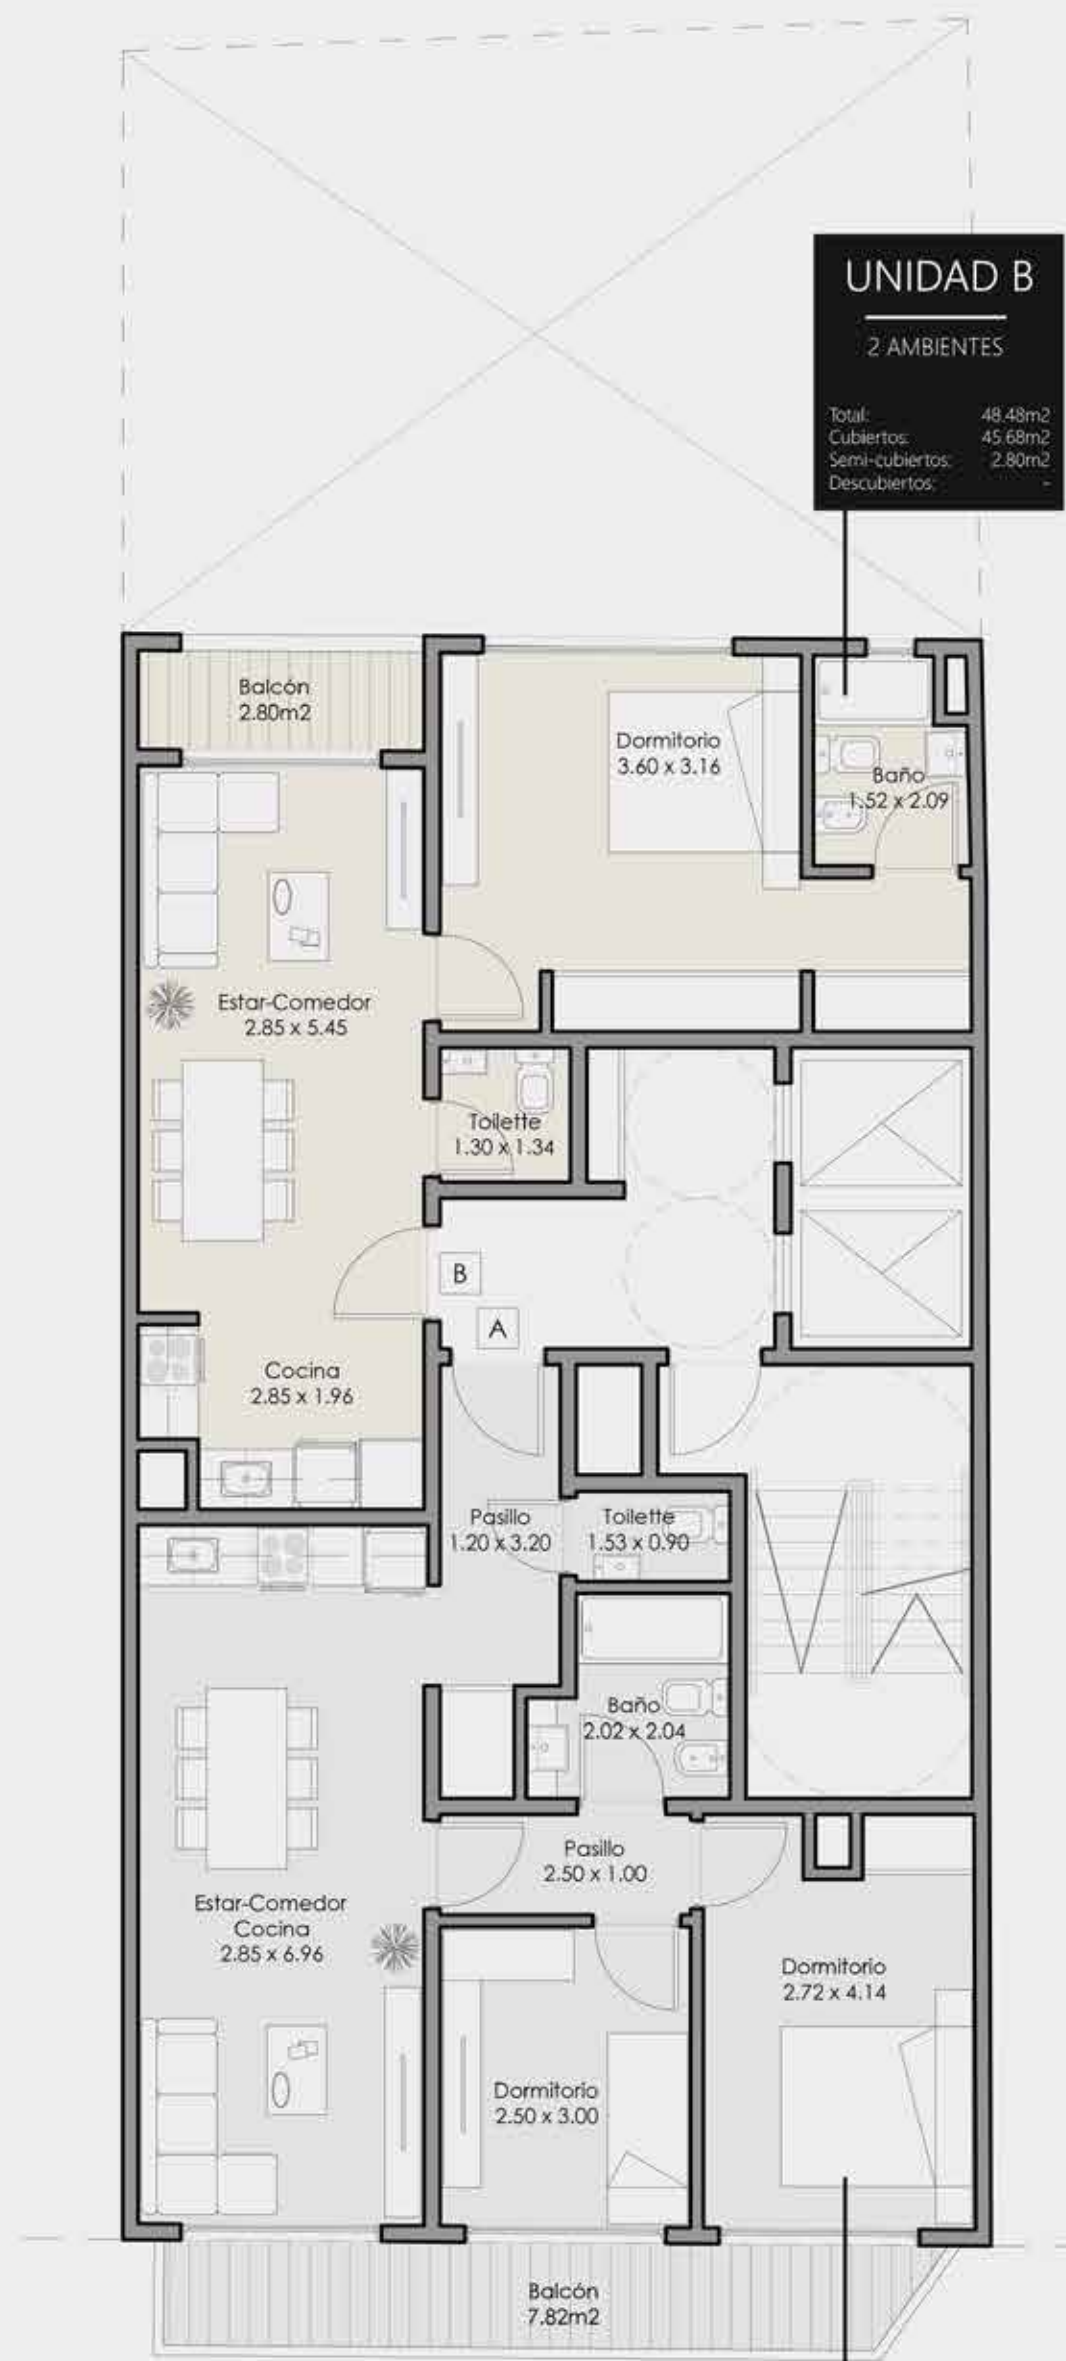 UNIDAD B
2 AMBIENTES
Total: 48.48m2
Cubiertos: 45.68m2
Semi-cubiertos: 2.80m2
Descubiertos: -
Balcón
2.80m2
Dormitorio
3.60 x 3.16
Baño
1.52 x 2.09
Estar-Comedor
2.85 x 5.45
Toilette
1.30 x 1.34
B
A
Cocina
2.85 x 1.96
Pasillo
1.20 x 3.20
Toilette
1.53 x 0.90
Baño
2.02 x 2.04
Pasillo
2.50 x 1.00
Estar-Comedor
Cocina
2.85 x 6.96
Dormitorio
2.72 x 4.14
Dormitorio
2.50 x 3.00
Balcón
7.82m2